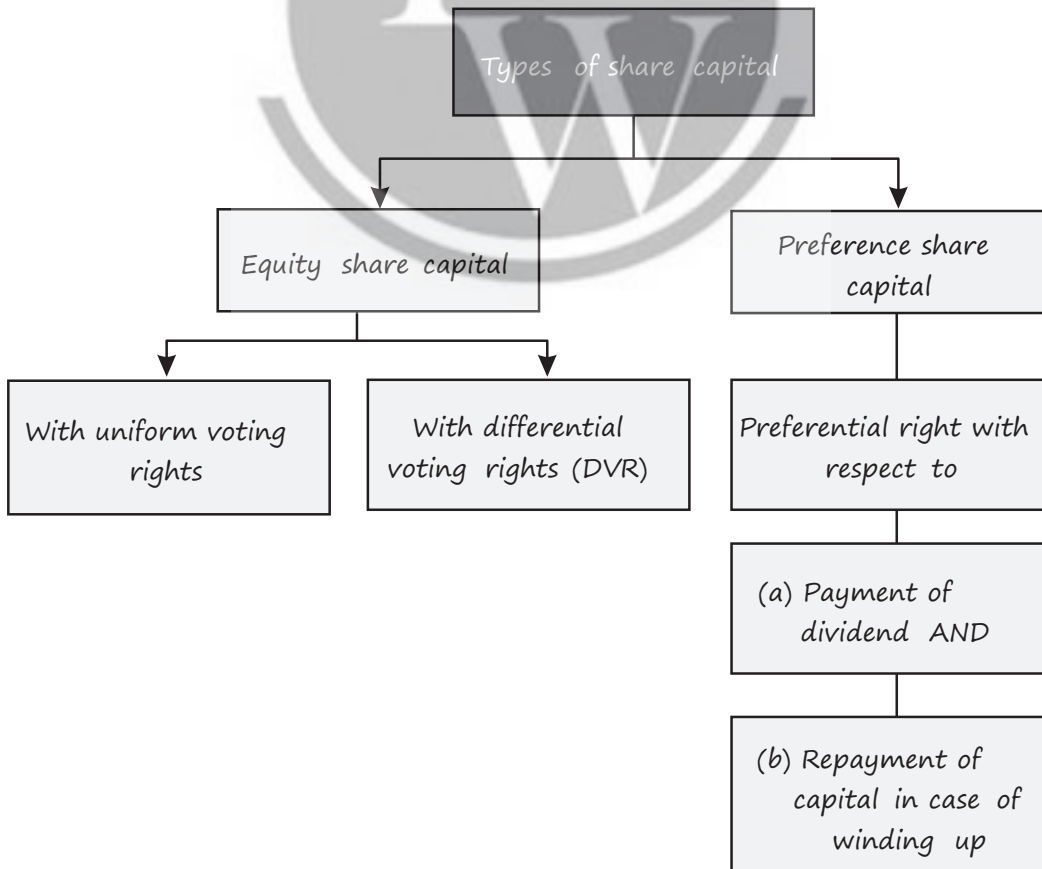 Types of share capital
Equity share capital
Preference share
capital
With uniform voting
rights
With differential
voting rights (DVR)
Preferential right with
respect to
(a) Payment of
dividend AND
(b) Repayment of
capital in case of
winding up